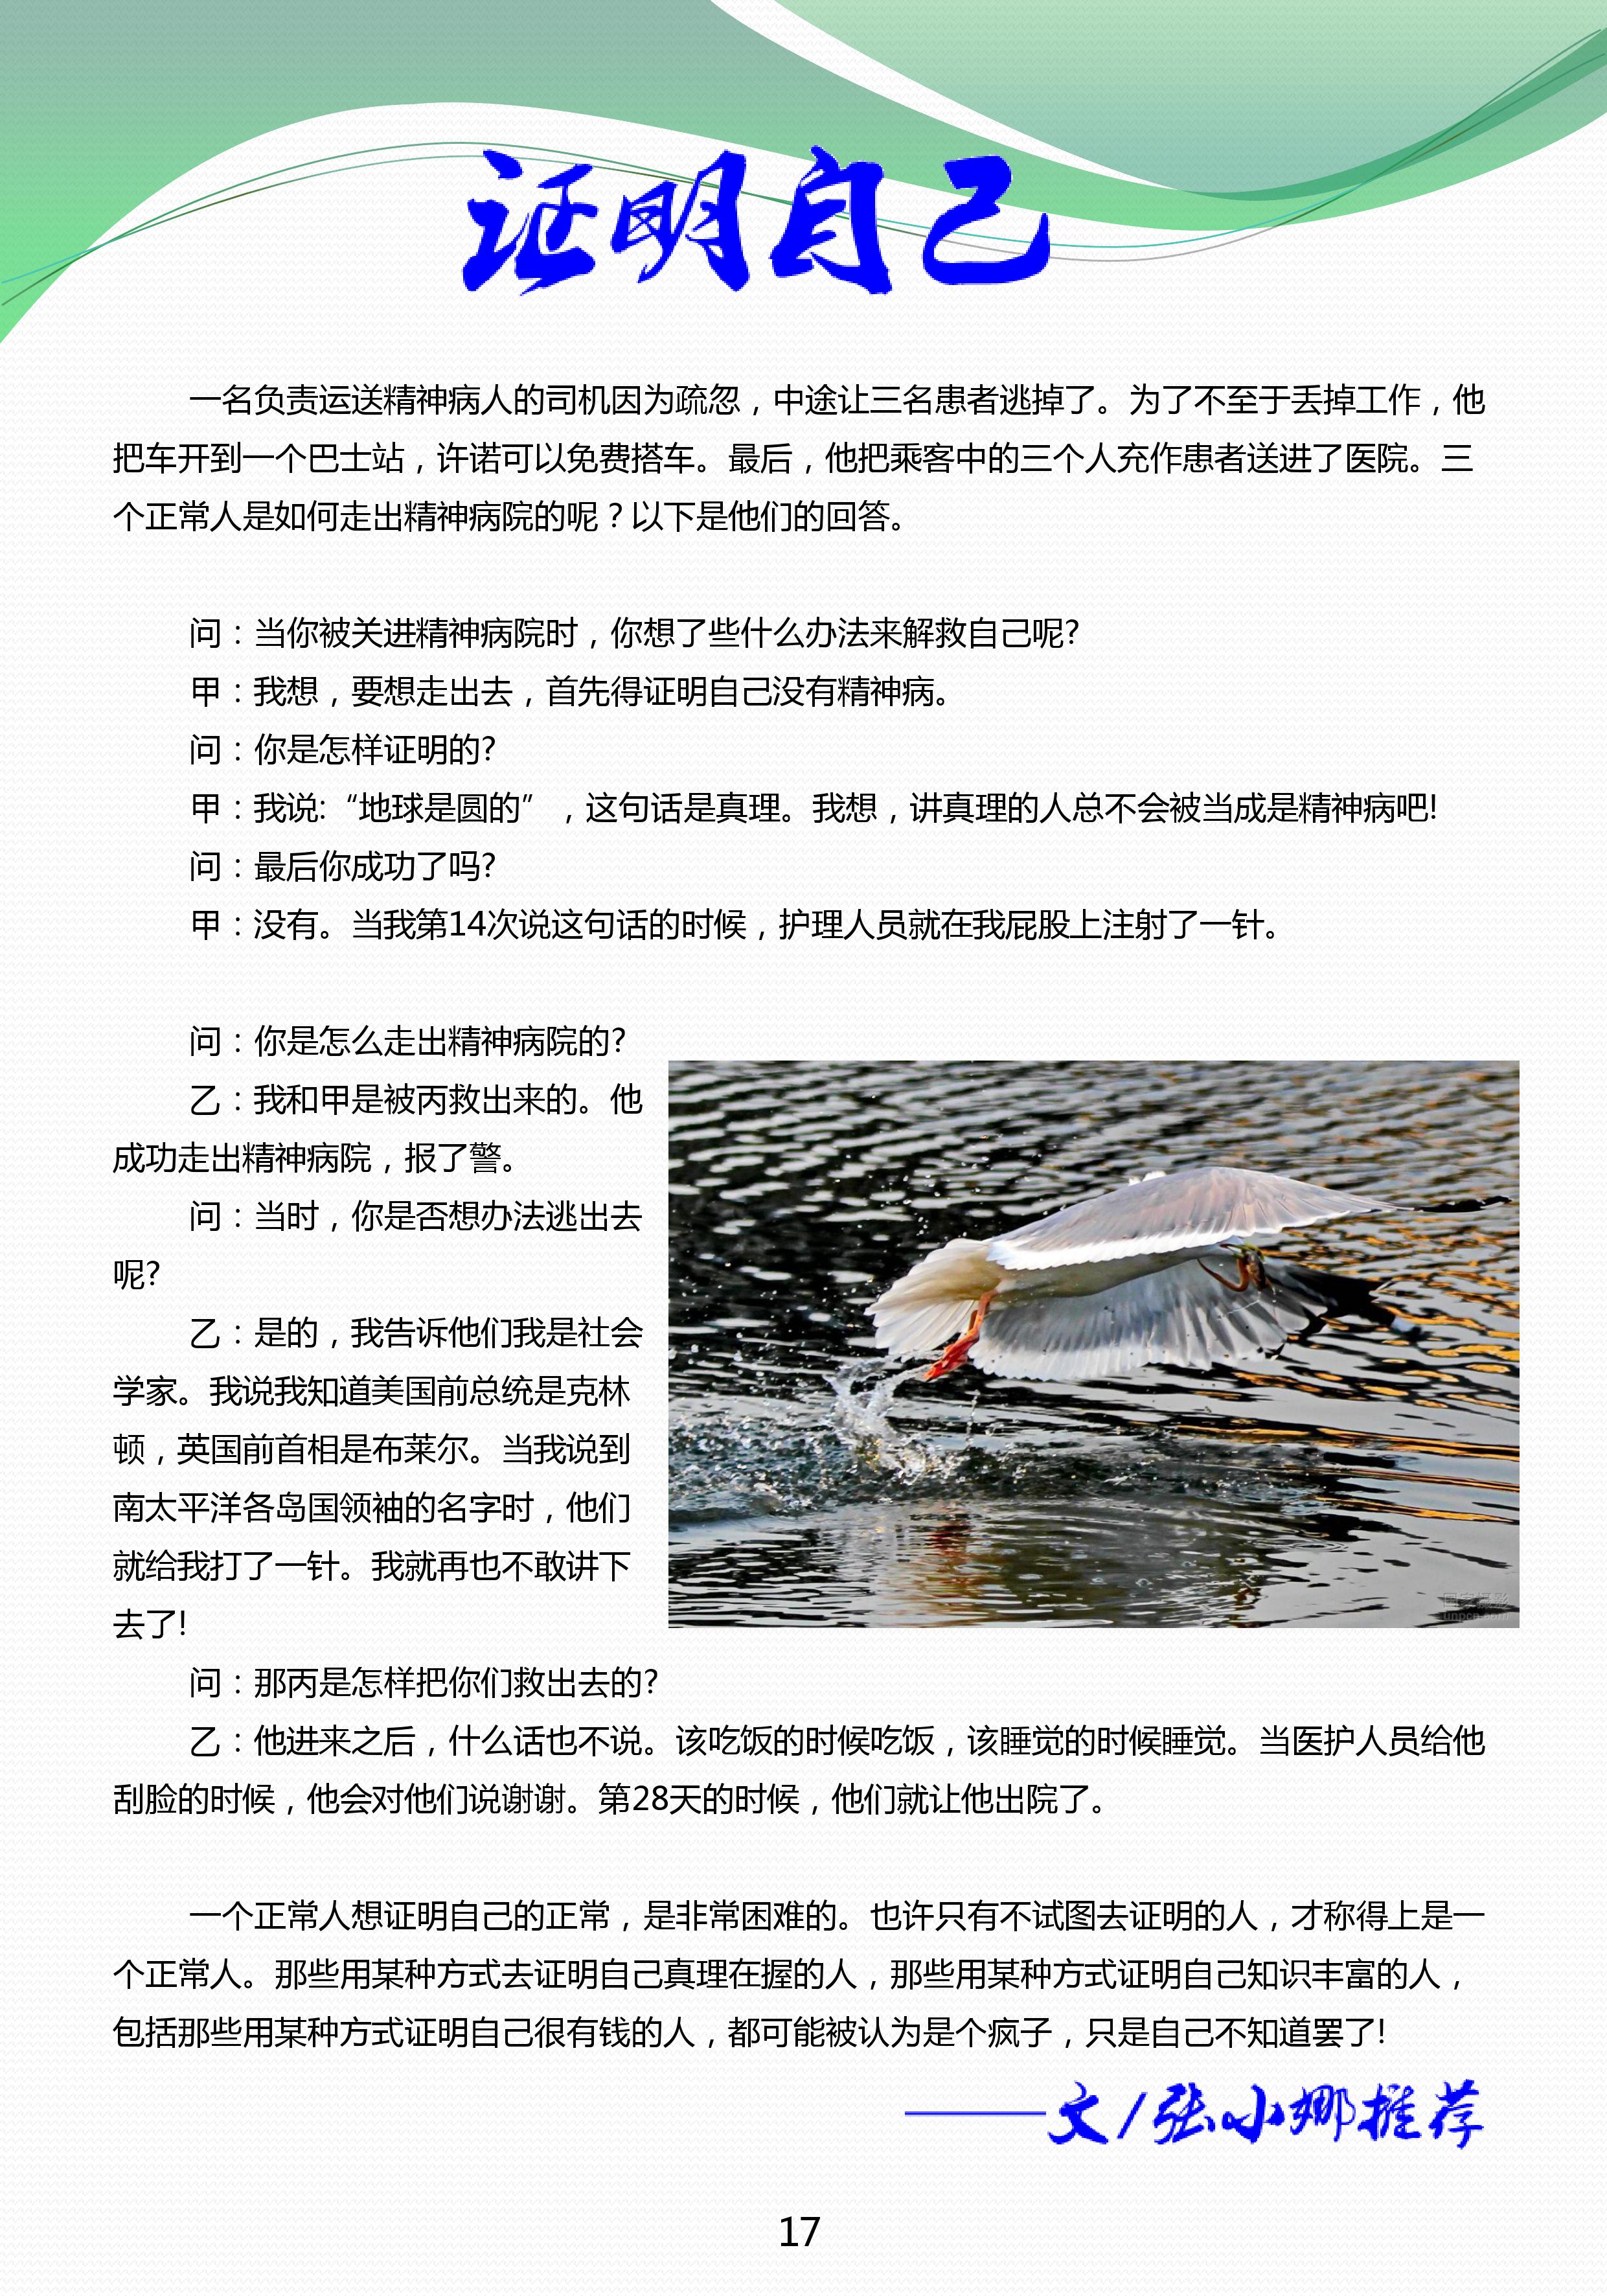 证明自己
一名负责运送精神病人的司机因为疏忽，中途让三名患者逃掉了。为了不至于丢掉工作，他
把车开到一个巴士站，许诺可以免费搭车。最后，他把乘客中的三个人充作患者送进了医院。三
个正常人是如何走出精神病院的呢？以下是他们的回答。
问：当你被关进精神病院时，你想了些什么办法来解救自己呢?
甲：我想，要想走出去，首先得证明自己没有精神病。
问：你是怎样证明的?
甲：我说:“地球是圆的”，这句话是真理。我想，讲真理的人总不会被当成是精神病吧!
问：最后你成功了吗?
甲：没有。当我第14次说这句话的时候，护理人员就在我屁股上注射了一针。
问：你是怎么走出精神病院的?
乙：我和甲是被丙救出来的。他
成功走出精神病院，报了警。
问：当时，你是否想办法逃出去
呢?
乙：是的，我告诉他们我是社会
学家。我说我知道美国前总统是克林
顿，英国前首相是布莱尔。当我说到
南太平洋各岛国领袖的名字时，他们
就给我打了一针。我就再也不敢讲下
去了!
问：那丙是怎样把你们救出去的?
乙：他进来之后，什么话也不说。该吃饭的时候吃饭，该睡觉的时候睡觉。当医护人员给他
刮脸的时候，他会对他们说谢谢。第28天的时候，他们就让他出院了。
一个正常人想证明自己的正常，是非常困难的。也许只有不试图去证明的人，才称得上是一
个正常人。那些用某种方式去证明自己真理在握的人，那些用某种方式证明自己知识丰富的人，
包括那些用某种方式证明自己很有钱的人，都可能被认为是个疯子，只是自己不知道罢了!
——文/张小娜推荐
17